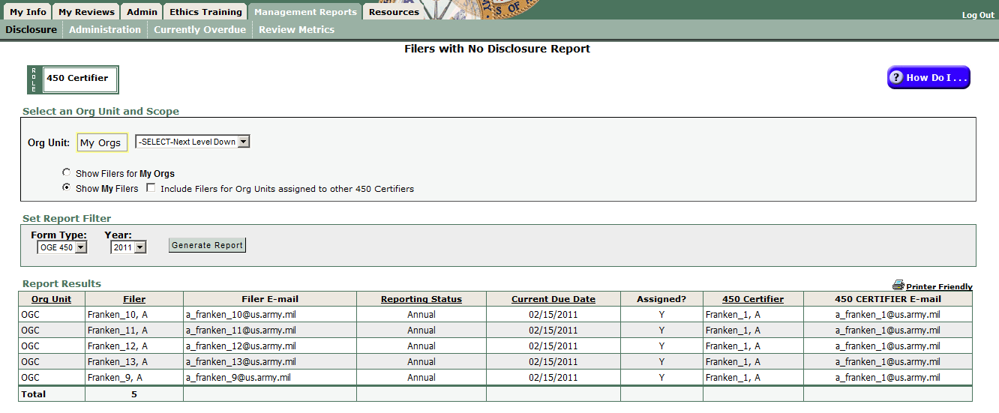 My Info My Reviews Admin Ethics Training Management Reports Resources Log Out
Disclosure Administration Currently Overdue Review Metrics
Filers with No Disclosure Report
ROLE 450 Certifier ? How Do I . . .
Select an Org Unit and Scope
Org Unit: My Orgs -SELECT-Next Level Down
Show Filers for My Orgs
Show My Filers Include Filers for Org Units assigned to other 450 Certifiers
Set Report Filter
Form Type: Year:
OGE 450 2011 Generate Report
Report Results Printer Friendly
Org Unit Filer Filer E-mail Reporting Status Current Due Date Assigned? 450 Certifier 450 CERTIFIER E-mail
OGC Franken_10, A a_franken_10@us.army.mil Annual 02/15/2011 Y Franken_1, A a_franken_1@us.army.mil
OGC Franken_11, A a_franken_11@us.army.mil Annual 02/15/2011 Y Franken_1, A a_franken_1@us.army.mil
OGC Franken_12, A a_franken_12@us.army.mil Annual 02/15/2011 Y Franken_1, A a_franken_1@us.army.mil
OGC Franken_13, A a_franken_13@us.army.mil Annual 02/15/2011 Y Franken_1, A a_franken_1@us.army.mil
OGC Franken_9, A a_franken_9@us.army.mil Annual 02/15/2011 Y Franken_1, A a_franken_1@us.army.mil
Total 5